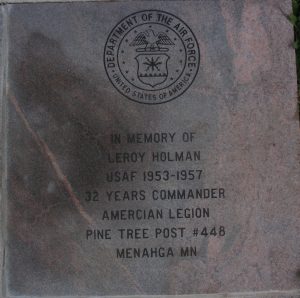 DEPARTMENT OF THE AIR FORCE
UNITED STATES OF AMERICA
IN MEMORY OF
LEROY HOLMAN
USAF 1953-1957
32 YEARS COMMANDER
AMERCIAN LEGION
PINE TREE POST #448
MENAHGA MN